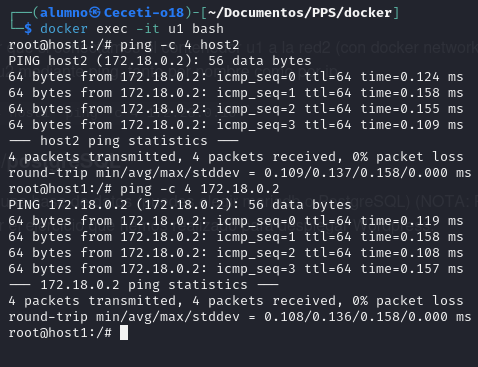 ┌──(alumno㉿Ceceti-o18)-[~/Documentos/PPS/docker]
└─$ docker exec -it u1 bash
root@host1:/# ping -c 4 host2
PING host2 (172.18.0.2): 56 data bytes
64 bytes from 172.18.0.2: icmp_seq=0 ttl=64 time=0.124 ms
64 bytes from 172.18.0.2: icmp_seq=1 ttl=64 time=0.158 ms
64 bytes from 172.18.0.2: icmp_seq=2 ttl=64 time=0.155 ms
64 bytes from 172.18.0.2: icmp_seq=3 ttl=64 time=0.109 ms
--- host2 ping statistics ---
4 packets transmitted, 4 packets received, 0% packet loss
round-trip min/avg/max/stddev = 0.109/0.137/0.158/0.000 ms
root@host1:/# ping -c 4 172.18.0.2
PING 172.18.0.2 (172.18.0.2): 56 data bytes
64 bytes from 172.18.0.2: icmp_seq=0 ttl=64 time=0.119 ms
64 bytes from 172.18.0.2: icmp_seq=1 ttl=64 time=0.158 ms
64 bytes from 172.18.0.2: icmp_seq=2 ttl=64 time=0.108 ms
64 bytes from 172.18.0.2: icmp_seq=3 ttl=64 time=0.157 ms
--- 172.18.0.2 ping statistics ---
4 packets transmitted, 4 packets received, 0% packet loss
round-trip min/avg/max/stddev = 0.108/0.136/0.158/0.000 ms
root@host1:/#